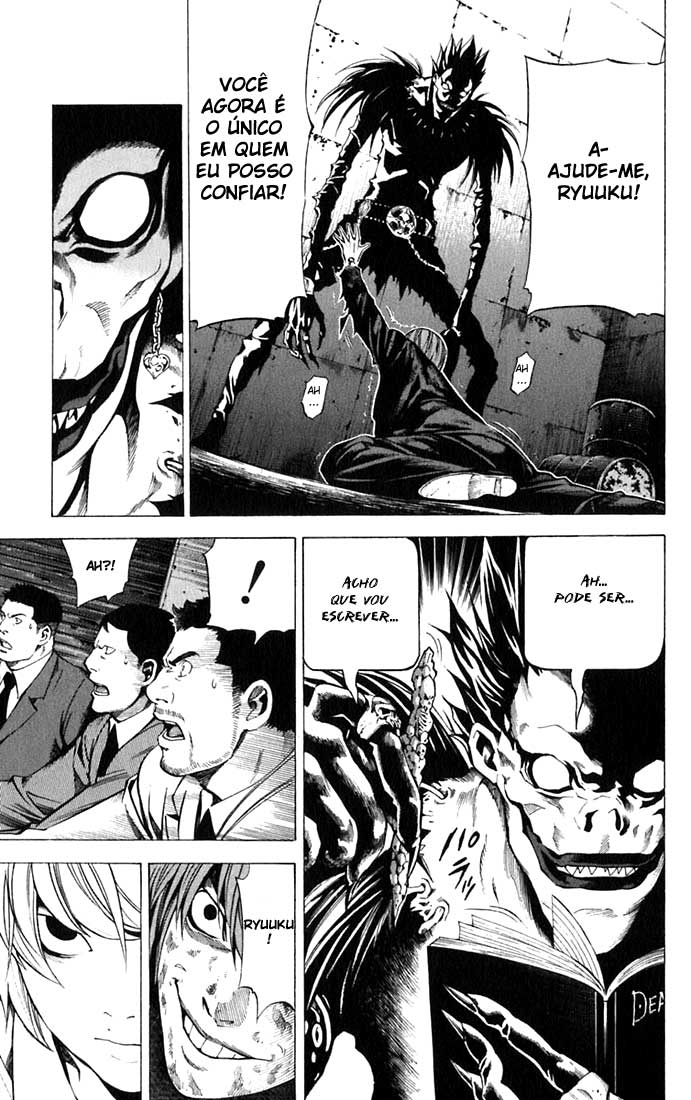 A-
AJUDE-ME,
RYUUKU!
VOCÊ
AGORA É
O ÚNICO
EM QUEM
EU POSSO
CONFIAR!
AH
...
AH
...
AH...
PODE SER...
ACHO
QUE VOU
ESCREVER...
DEA
!
AH?!
RYUUKU
!